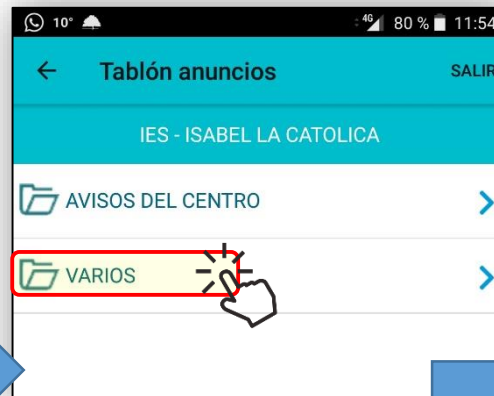 10° 4G 80 % 11:54
Tablón anuncios SALIR
IES - ISABEL LA CATOLICA
AVISOS DEL CENTRO
VARIOS